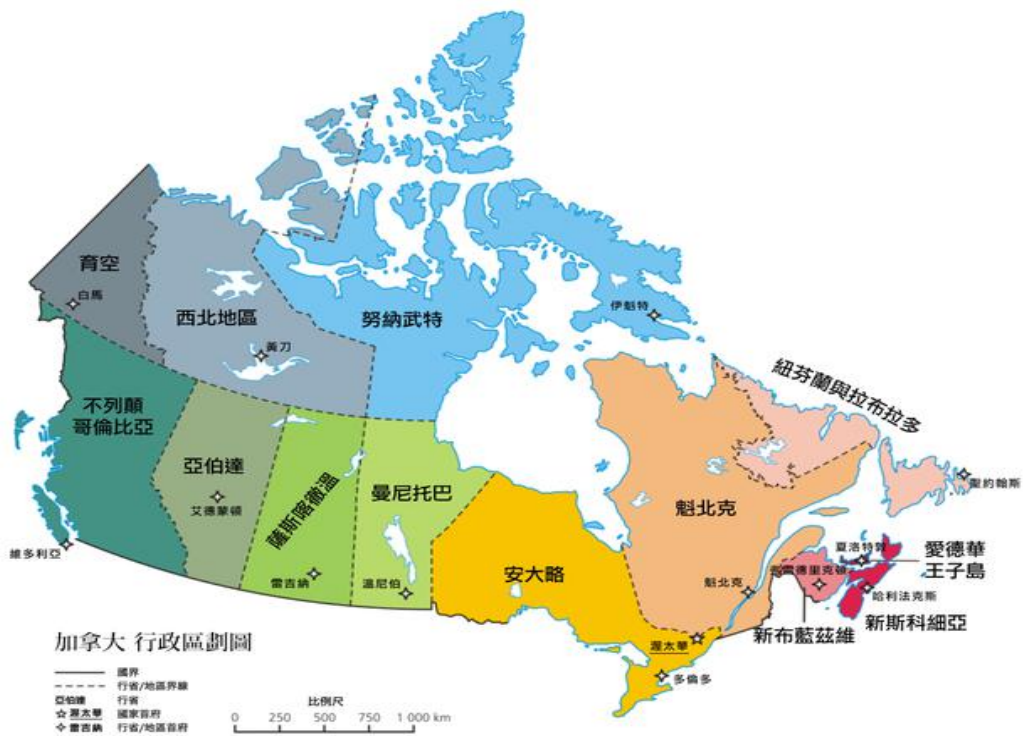 育空
白馬
西北地區
黃刀
努納武特
伊魁特
不列顛
哥倫比亞
維多利亞
亞伯達
艾德蒙頓
薩斯喀徹溫
雷吉納
曼尼托巴
溫尼伯
安大略
渥太華
多倫多
魁北克
魁北克
紐芬蘭與拉布拉多
聖約翰斯
夏洛特敦
愛德華
王子島
弗雷德里克頓
哈利法克斯
新斯科細亞
新布藍茲維
加拿大 行政區劃圖
國界
行省/地區界線
亞伯達 行省
渥太華 國家首府
雷吉納 行省/地區首府
比例尺
0 250 500 750 1 000 km